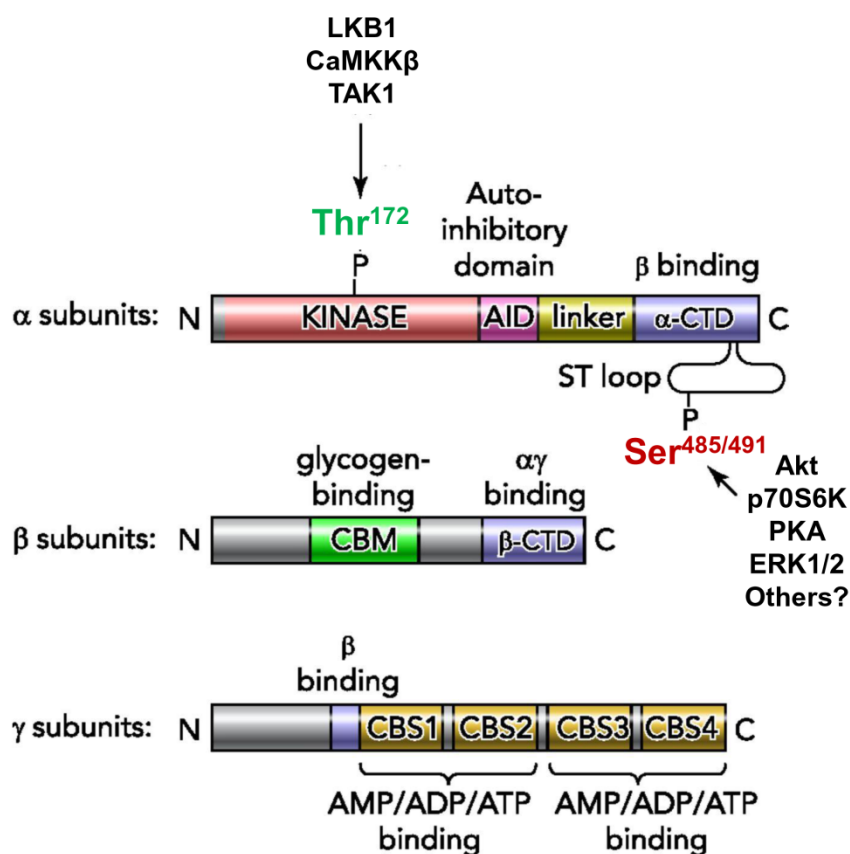 LKB1
CaMKKβ
TAK1
Thr172
Auto-
inhibitory
domain
P
β binding
α subunits: N KINASE AID linker α-CTD C
ST loop
P
Ser485/491
Akt
p70S6K
PKA
ERK1/2
Others?
glycogen-
binding
αγ
binding
β subunits: N CBM β-CTD C
β
binding
γ subunits: N CBS1 CBS2 CBS3 CBS4 C
AMP/ADP/ATP
binding
AMP/ADP/ATP
binding